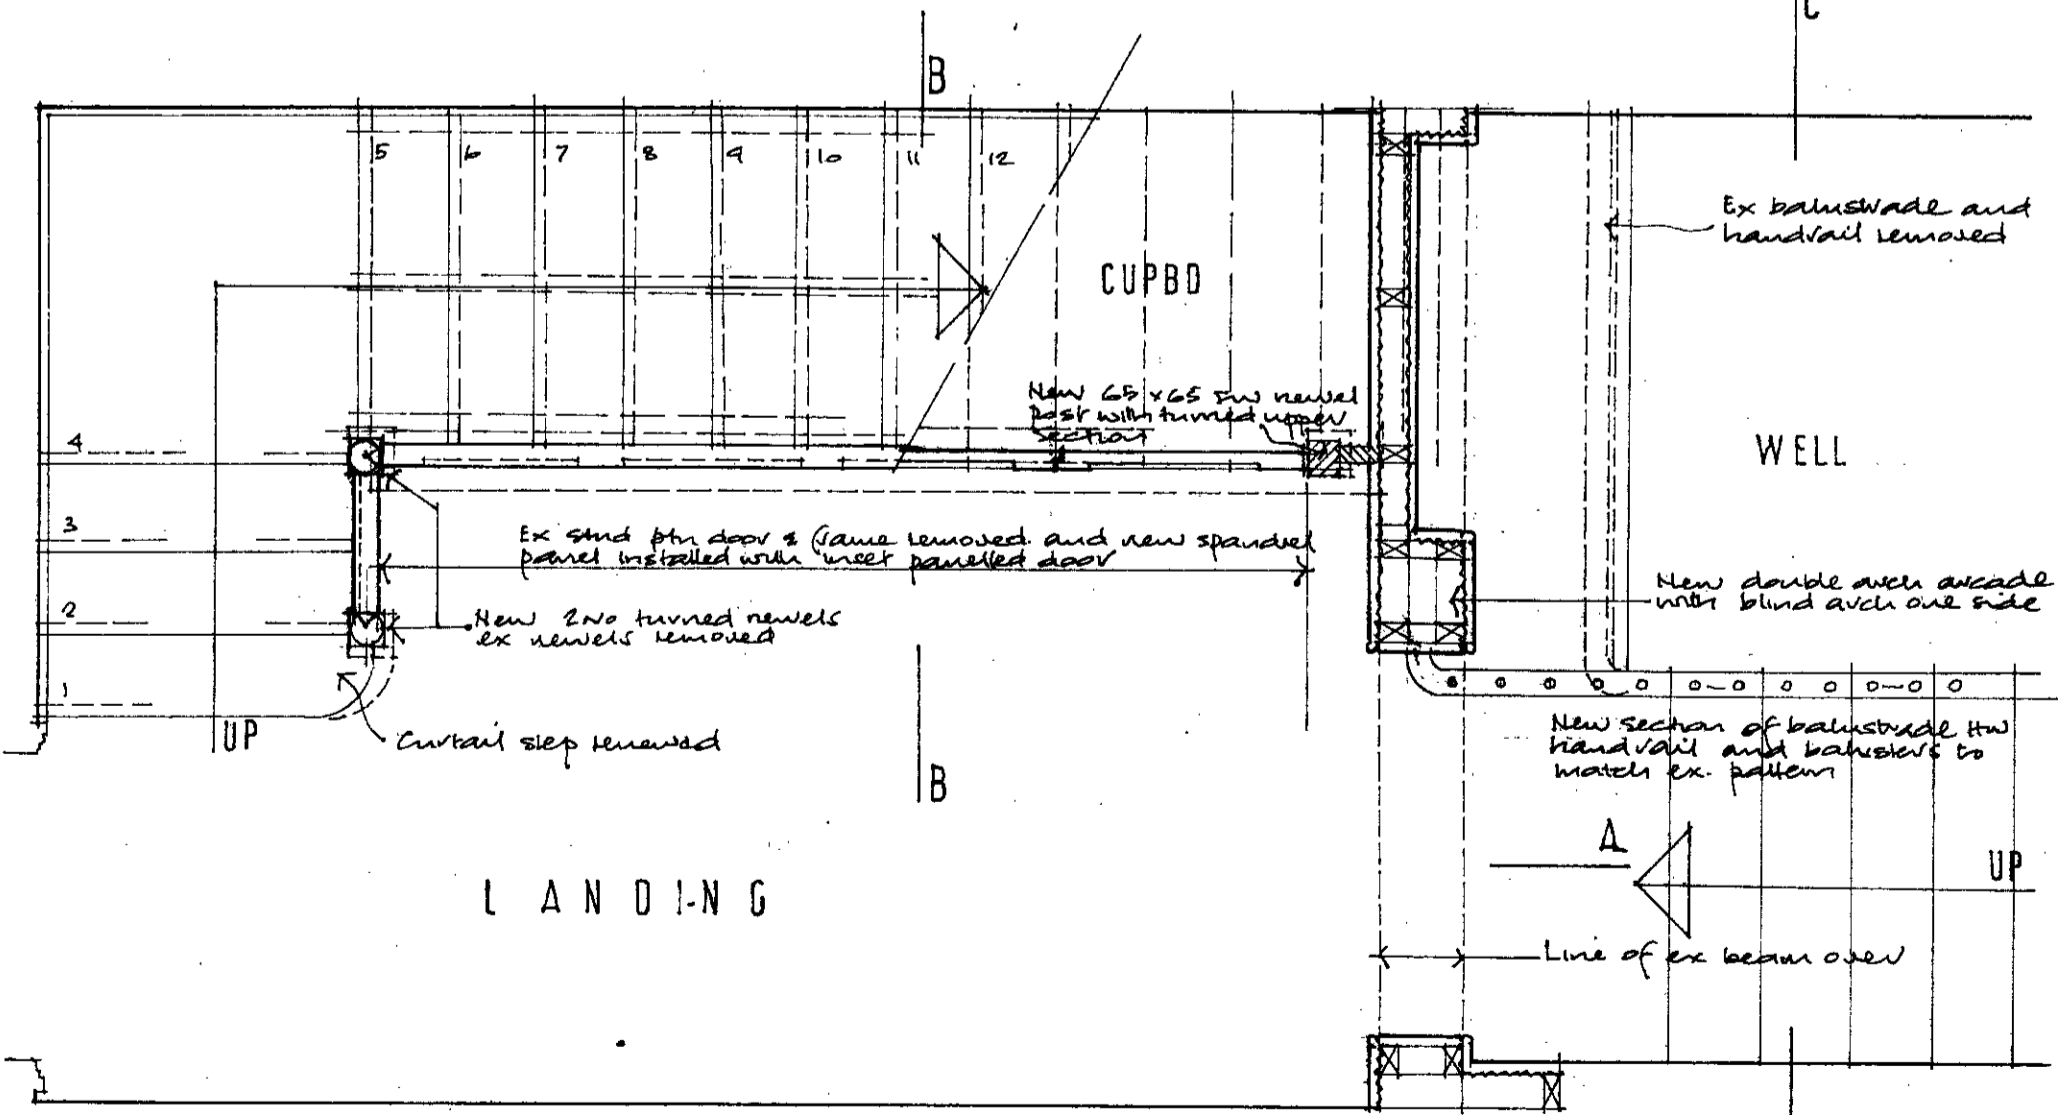 C
B
5 6 7 8 9 10 11 12
Ex balustrade and
handrail removed
CUPBD
New 65 x 65 SW newel
post with turned upper
section
WELL
4
3
2
1
Ex stud ptn door & frame removed and new spandrel
panel installed with inset panelled door
New 2No turned newels
ex newels removed
New double arch arcade
with blind arch one side
UP
Curtail step renewed
New section of balustrade HW
handrail and balusters to
match ex. pattern
B
A
UP
LANDING
Line of ex beam over